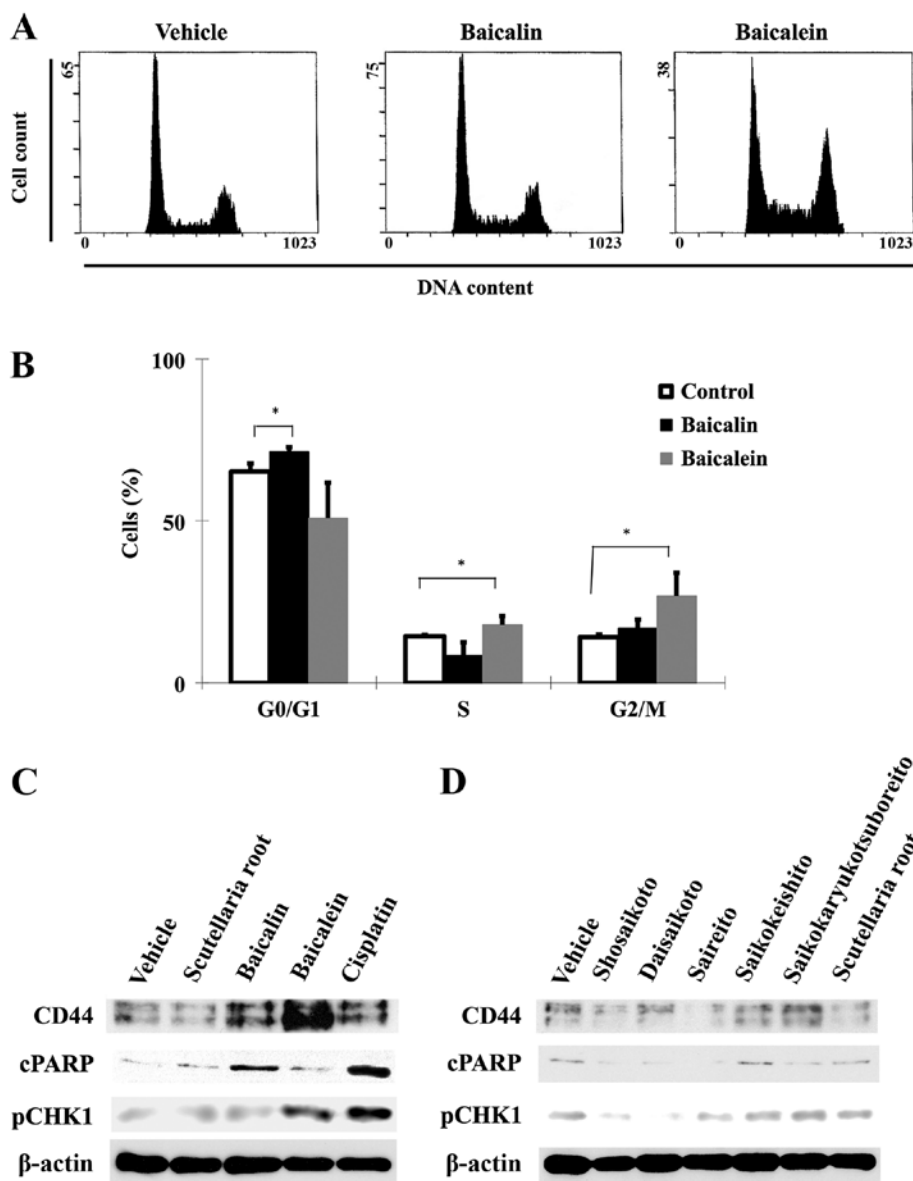 A
Vehicle
Baicalin
Baicalein
65
75
38
Cell count
0 1023
0 1023
0 1023
DNA content
B
100
50
0
Cells (%)
*
*
*
Control
Baicalin
Baicalein
G0/G1 S G2/M
C
Vehicle
Scutellaria root
Baicalin
Baicalein
Cisplatin
CD44
cPARP
pCHK1
β-actin
D
Vehicle
Shosaikoto
Daisaikoto
Saireito
Saikokeishito
Saikokaryukotsuboreito
Scutellaria root
CD44
cPARP
pCHK1
β-actin